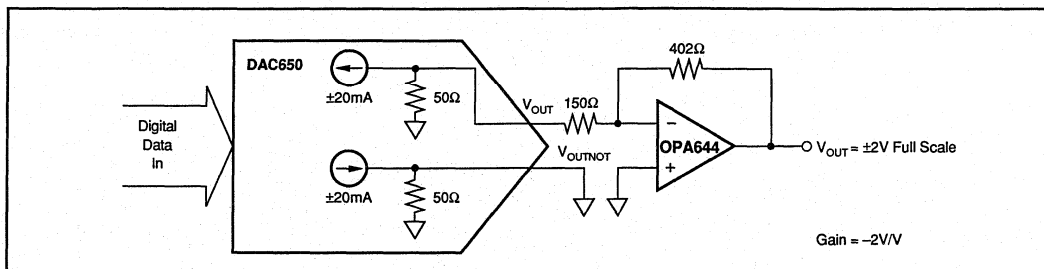 DAC650
402Ω
±20mA
50Ω
V_OUT
150Ω
Digital
Data
In
−
OPA644
+
V_OUT = ±2V Full Scale
V_OUTNOT
±20mA
50Ω
Gain = −2V/V